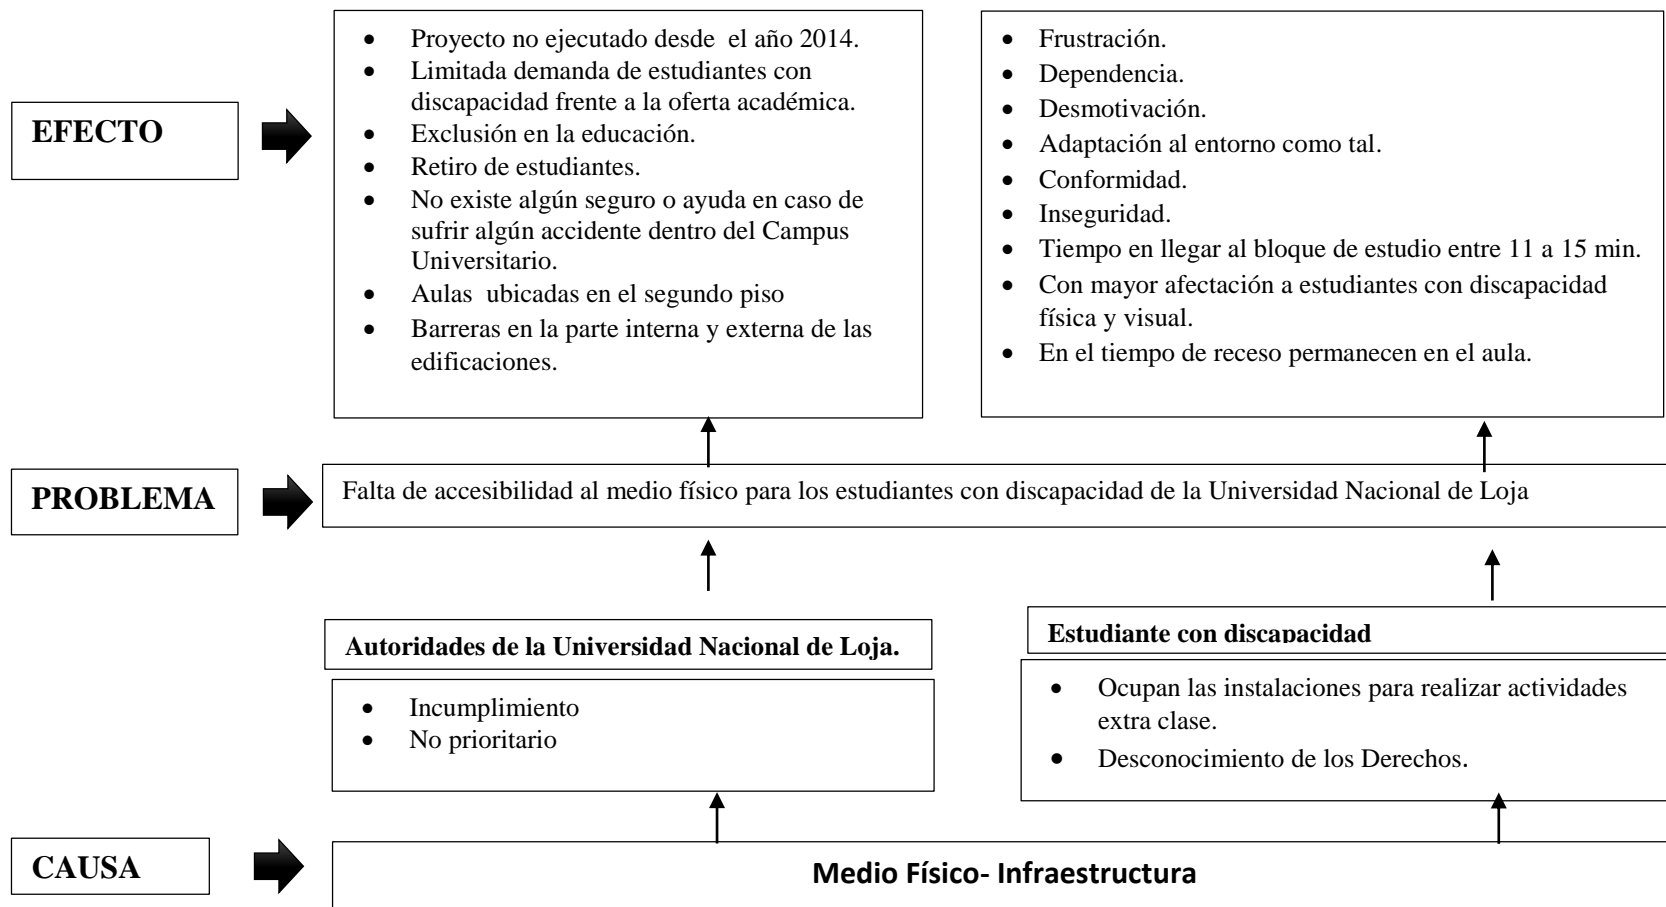 EFECTO
• Proyecto no ejecutado desde el año 2014.
• Limitada demanda de estudiantes con
discapacidad frente a la oferta académica.
• Exclusión en la educación.
• Retiro de estudiantes.
• No existe algún seguro o ayuda en caso de
sufrir algún accidente dentro del Campus
Universitario.
• Aulas ubicadas en el segundo piso
• Barreras en la parte interna y externa de las
edificaciones.
• Frustración.
• Dependencia.
• Desmotivación.
• Adaptación al entorno como tal.
• Conformidad.
• Inseguridad.
• Tiempo en llegar al bloque de estudio entre 11 a 15 min.
• Con mayor afectación a estudiantes con discapacidad
física y visual.
• En el tiempo de receso permanecen en el aula.
PROBLEMA
Falta de accesibilidad al medio físico para los estudiantes con discapacidad de la Universidad Nacional de Loja
Autoridades de la Universidad Nacional de Loja.
• Incumplimiento
• No prioritario
Estudiante con discapacidad
• Ocupan las instalaciones para realizar actividades
extra clase.
• Desconocimiento de los Derechos.
CAUSA
Medio Físico- Infraestructura